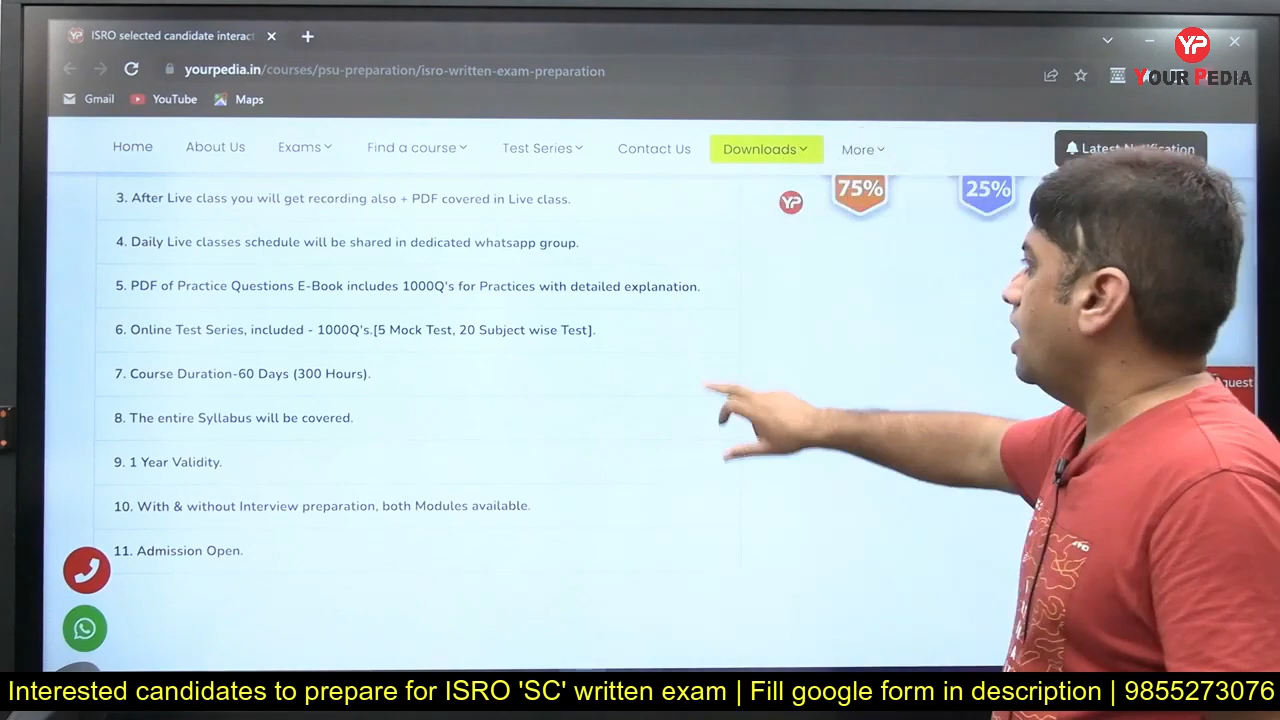 YP ISRO selected candidate interact
yourpedia.in/courses/psu-preparation/isro-written-exam-preparation
YP
YOUR PEDIA
Gmail YouTube Maps
Home About Us Exams Find a course Test Series Contact Us Downloads More Latest Notification
3. After Live class you will get recording also + PDF covered in Live class.
YP 75% 25%
4. Daily Live classes schedule will be shared in dedicated whatsapp group.
5. PDF of Practice Questions E-Book includes 1000Q's for Practices with detailed explanation.
6. Online Test Series, included - 1000Q's.[5 Mock Test, 20 Subject wise Test].
7. Course Duration-60 Days (300 Hours).
8. The entire Syllabus will be covered.
9. 1 Year Validity.
10. With & without Interview preparation, both Modules available.
11. Admission Open.
Interested candidates to prepare for ISRO 'SC' written exam | Fill google form in description | 9855273076